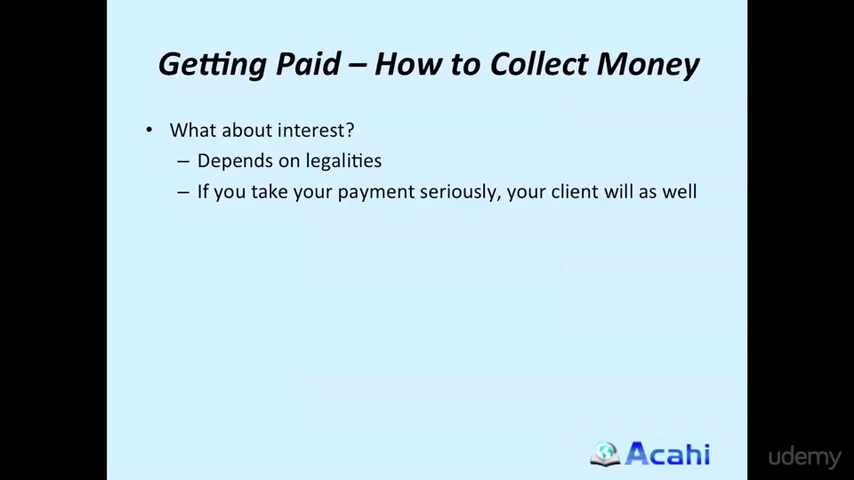 Getting Paid – How to Collect Money
• What about interest?
– Depends on legalities
– If you take your payment seriously, your client will as well
Acahi
udemy